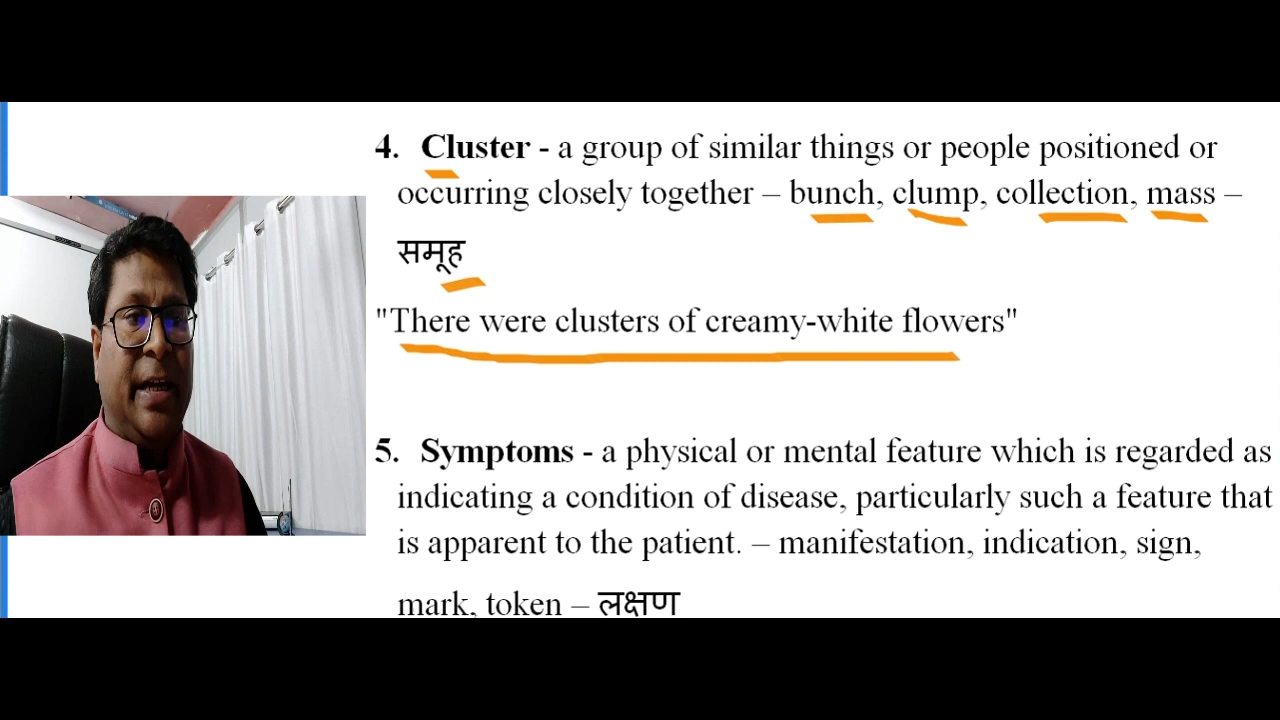 4. Cluster - a group of similar things or people positioned or
occurring closely together – bunch, clump, collection, mass –
समूह
"There were clusters of creamy-white flowers"
5. Symptoms - a physical or mental feature which is regarded as
indicating a condition of disease, particularly such a feature that
is apparent to the patient. – manifestation, indication, sign,
mark, token – लक्षण